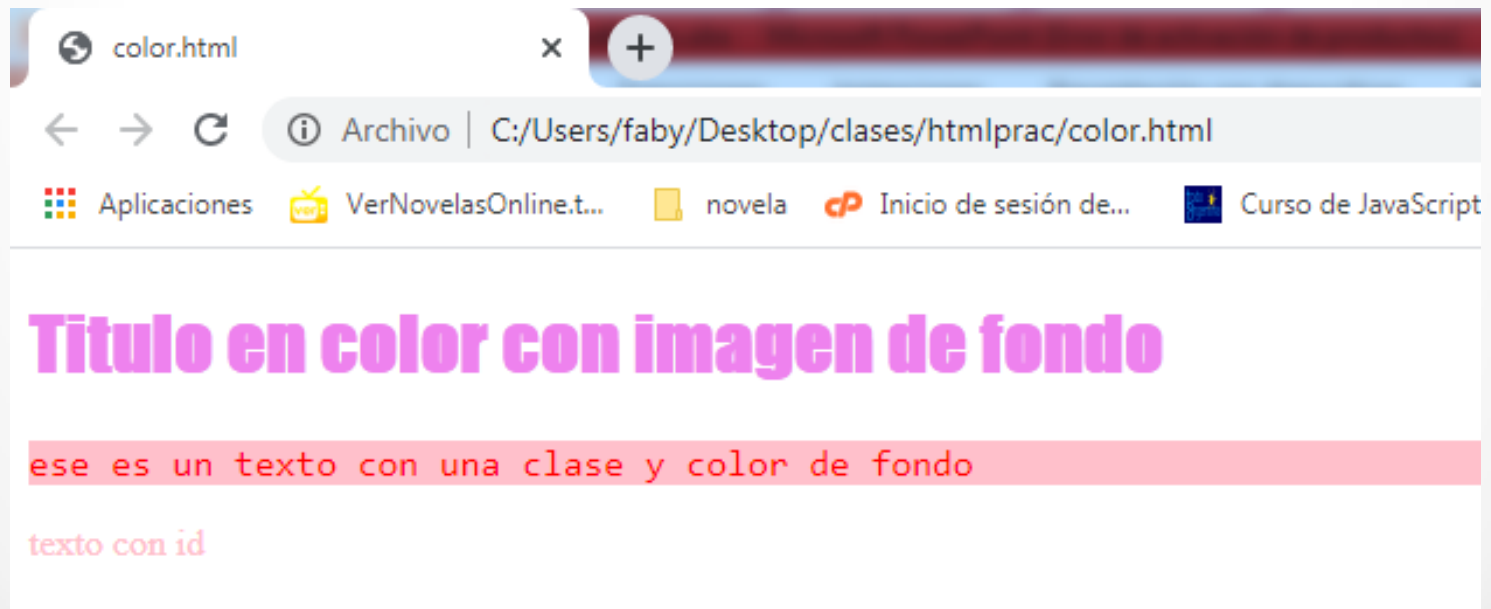 color.html
Archivo | C:/Users/faby/Desktop/clases/htmlprac/color.html
Aplicaciones VerNovelasOnline.t... novela Inicio de sesión de... Curso de JavaScript
Titulo en color con imagen de fondo
ese es un texto con una clase y color de fondo
texto con id